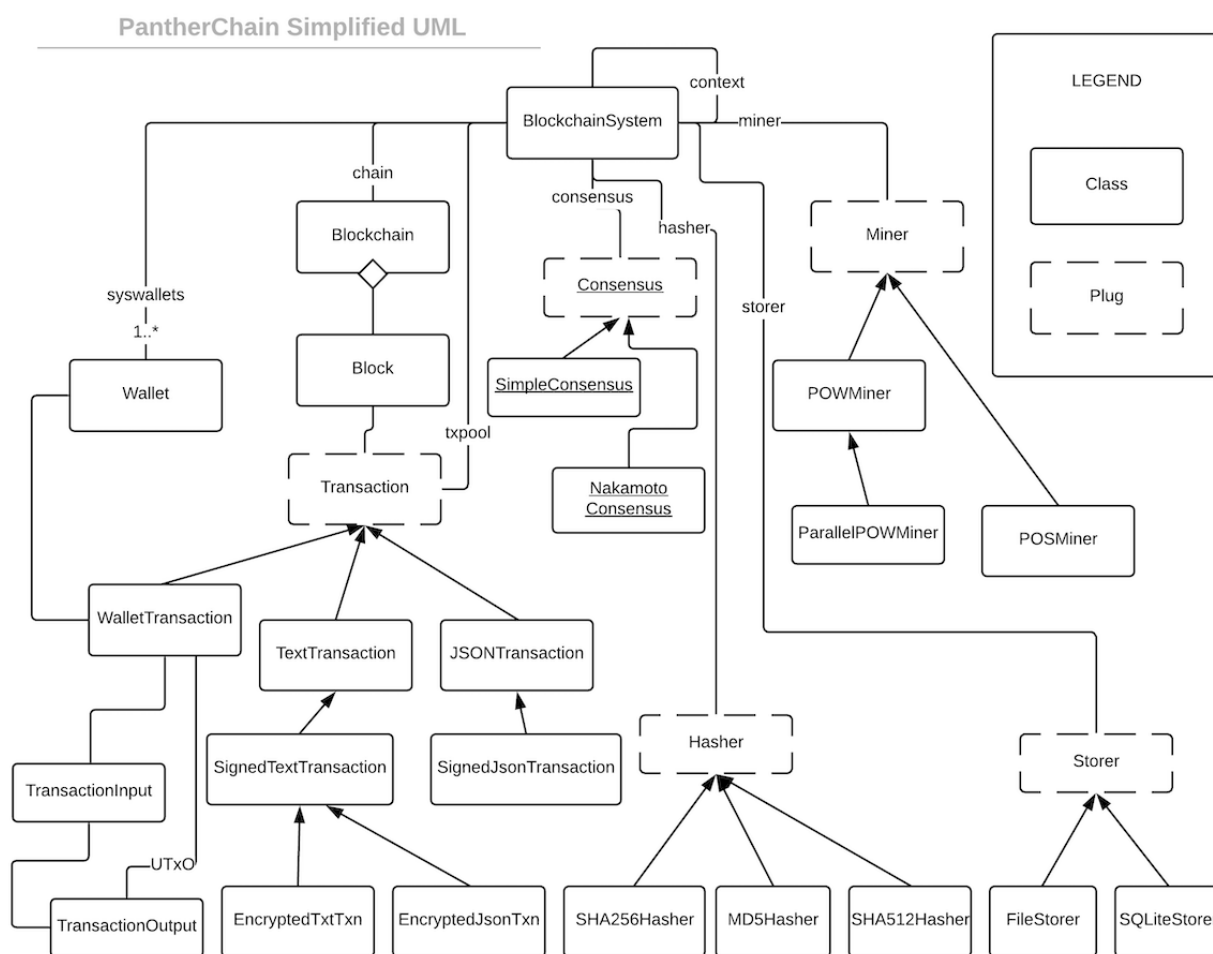 PantherChain Simplified UML
context
LEGEND
BlockchainSystem
miner
chain
Class
consensus
hasher
Blockchain
Miner
syswallets
Consensus
Plug
storer
1..*
Block
SimpleConsensus
Wallet
POWMiner
txpool
Transaction
Nakamoto
Consensus
ParallelPOWMiner
POSMiner
WalletTransaction
TextTransaction
JSONTransaction
Hasher
Storer
SignedTextTransaction
SignedJsonTransaction
TransactionInput
UTxO
TransactionOutput
EncryptedTxtTxn
EncryptedJsonTxn
SHA256Hasher
MD5Hasher
SHA512Hasher
FileStorer
SQLiteStore